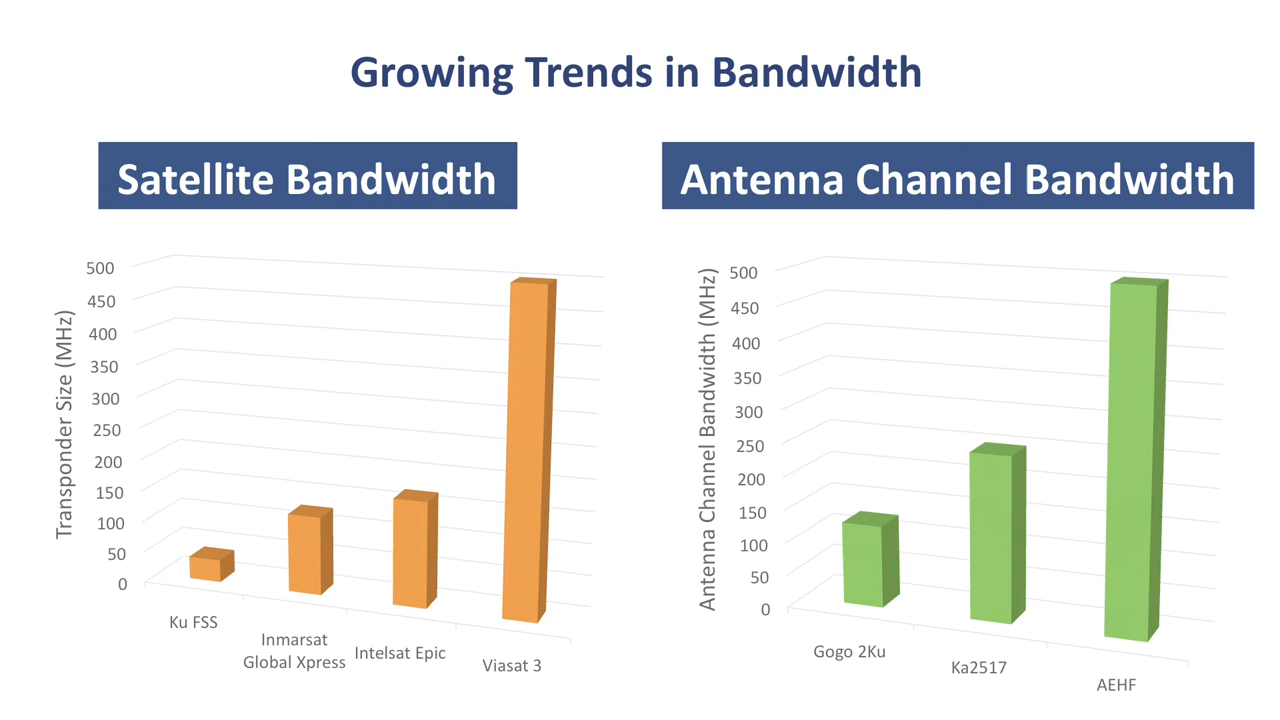 Growing Trends in Bandwidth
Satellite Bandwidth
Transponder Size (MHz)
500
450
400
350
300
250
200
150
100
50
0
Ku FSS
Inmarsat
Global Xpress
Intelsat Epic
Viasat 3
Antenna Channel Bandwidth
Antenna Channel Bandwidth (MHz)
500
450
400
350
300
250
200
150
100
50
0
Gogo 2Ku
Ka2517
AEHF